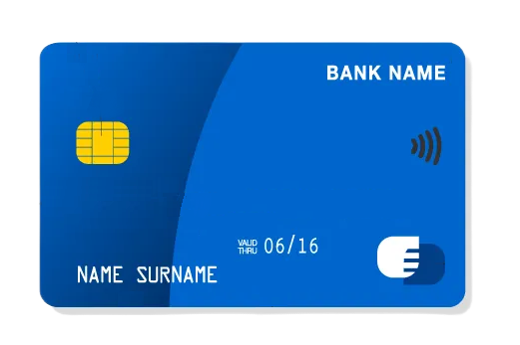 BANK NAME
VALID
THRU 06/16
NAME SURNAME